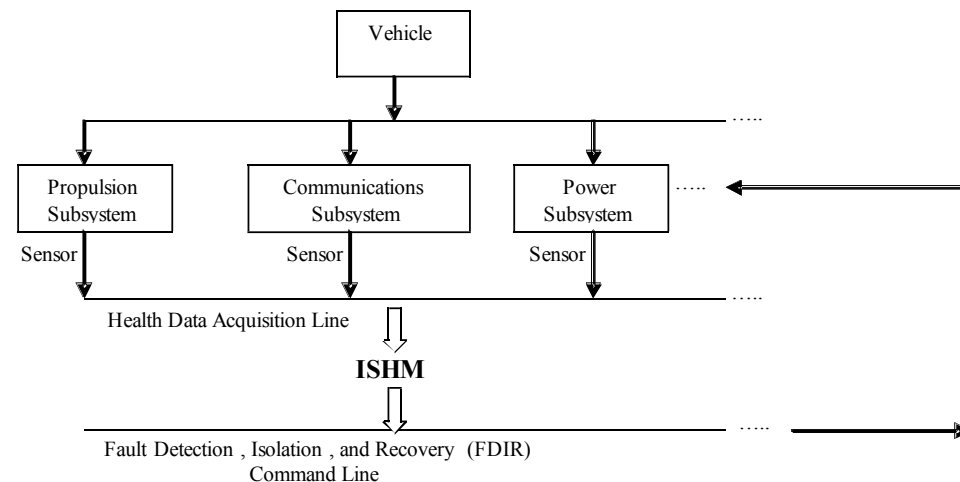 Vehicle
.....
Propulsion
Subsystem
Communications
Subsystem
Power
Subsystem
.....
Sensor
Sensor
Sensor
.....
Health Data Acquisition Line
ISHM
.....
Fault Detection , Isolation , and Recovery (FDIR)
Command Line